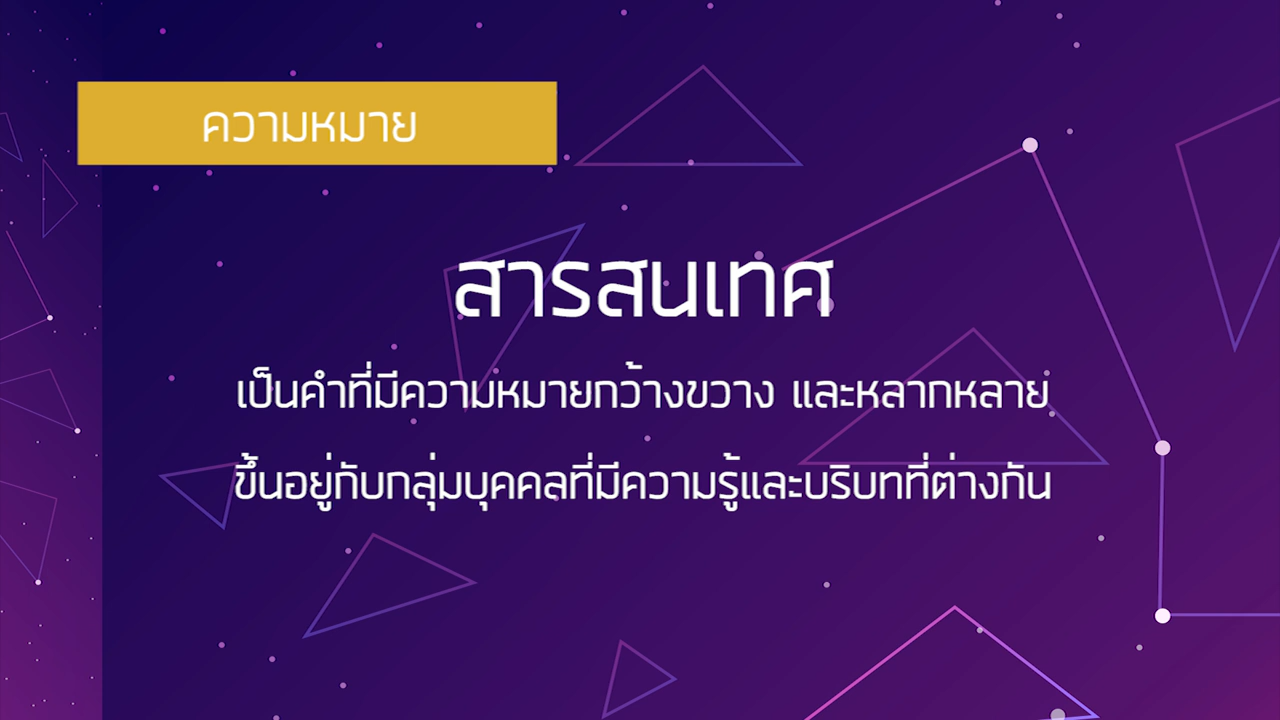 ความหมาย
สารสนเทศ
เป็นคำที่มีความหมายกว้างขวาง และหลากหลาย
ขึ้นอยู่กับกลุ่มบุคคลที่มีความรู้และบริบทที่ต่างกัน